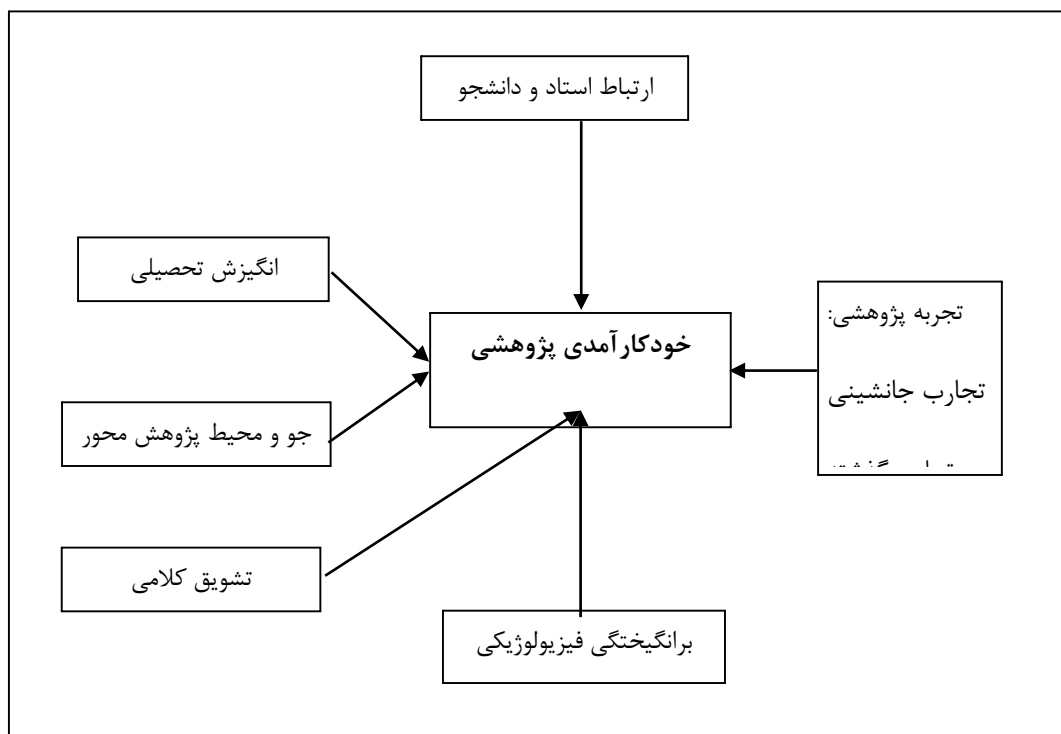 ارتباط استاد و دانشجو
انگیزش تحصیلی
خودکارآمدی پژوهشی
تجربه پژوهشی:
تجارب جانشینی
جو و محیط پژوهش محور
تشویق کلامی
برانگیختگی فیزیولوژیکی